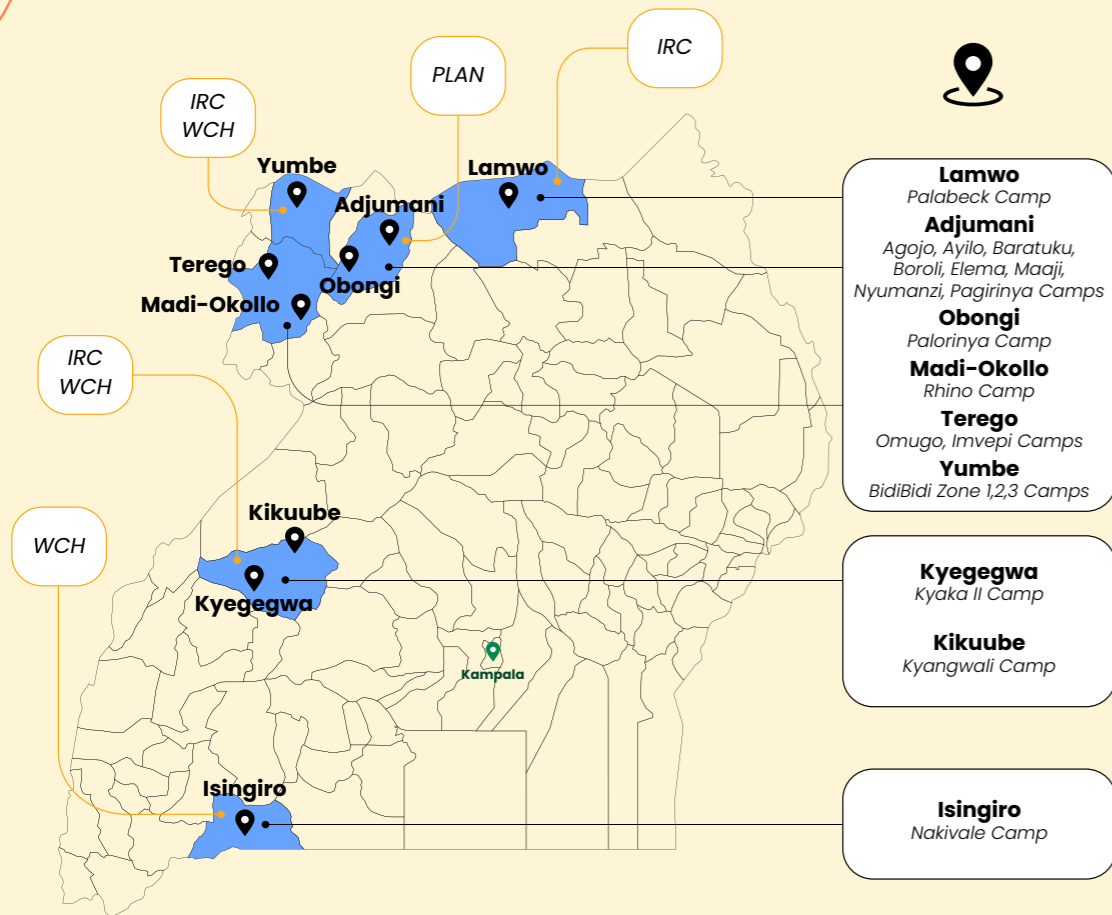 IRC
PLAN
IRC
WCH
Yumbe
Lamwo
Adjumani
Terego
Obongi
Madi-Okollo
IRC
WCH
Kikuube
WCH
Kyegegwa
Kampala
Isingiro
Lamwo
Palabeck Camp
Adjumani
Agojo, Ayilo, Baratuku,
Boroli, Elema, Maaji,
Nyumanzi, Pagirinya Camps
Obongi
Palorinya Camp
Madi-Okollo
Rhino Camp
Terego
Omugo, Imvepi Camps
Yumbe
BidiBidi Zone 1,2,3 Camps
Kyegegwa
Kyaka II Camp
Kikuube
Kyangwali Camp
Isingiro
Nakivale Camp